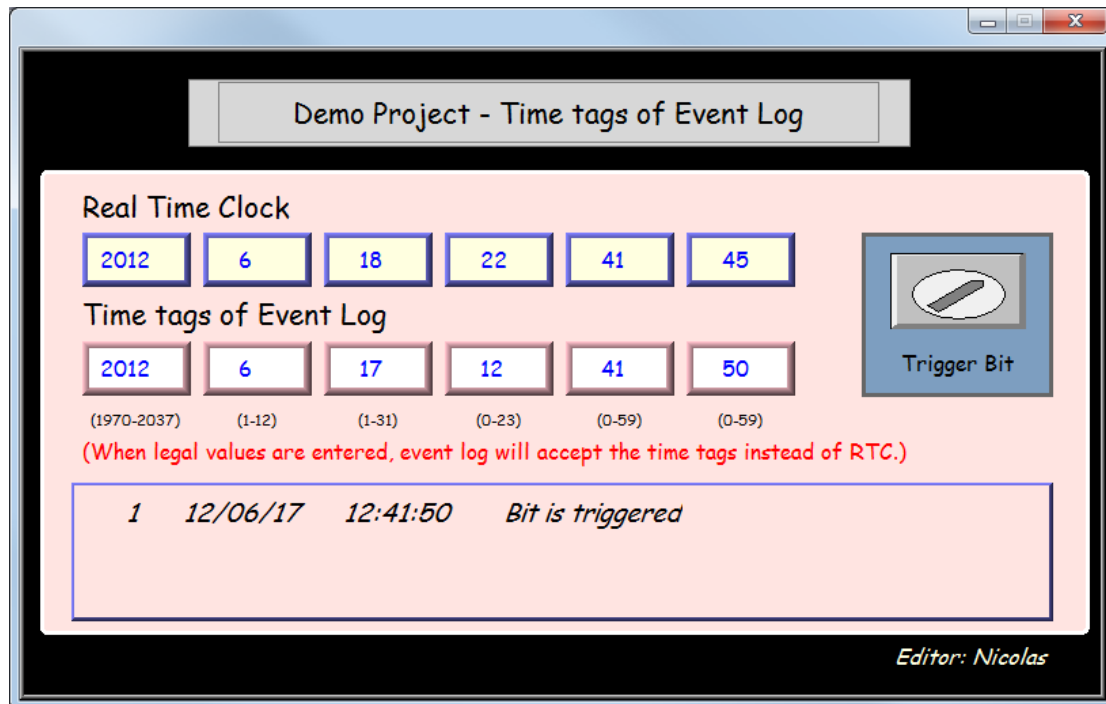 Demo Project - Time tags of Event Log
Real Time Clock
2012 6 18 22 41 45
Time tags of Event Log
2012 6 17 12 41 50
Trigger Bit
(1970-2037) (1-12) (1-31) (0-23) (0-59) (0-59)
(When legal values are entered, event log will accept the time tags instead of RTC.)
1 12/06/17 12:41:50 Bit is triggered
Editor: Nicolas